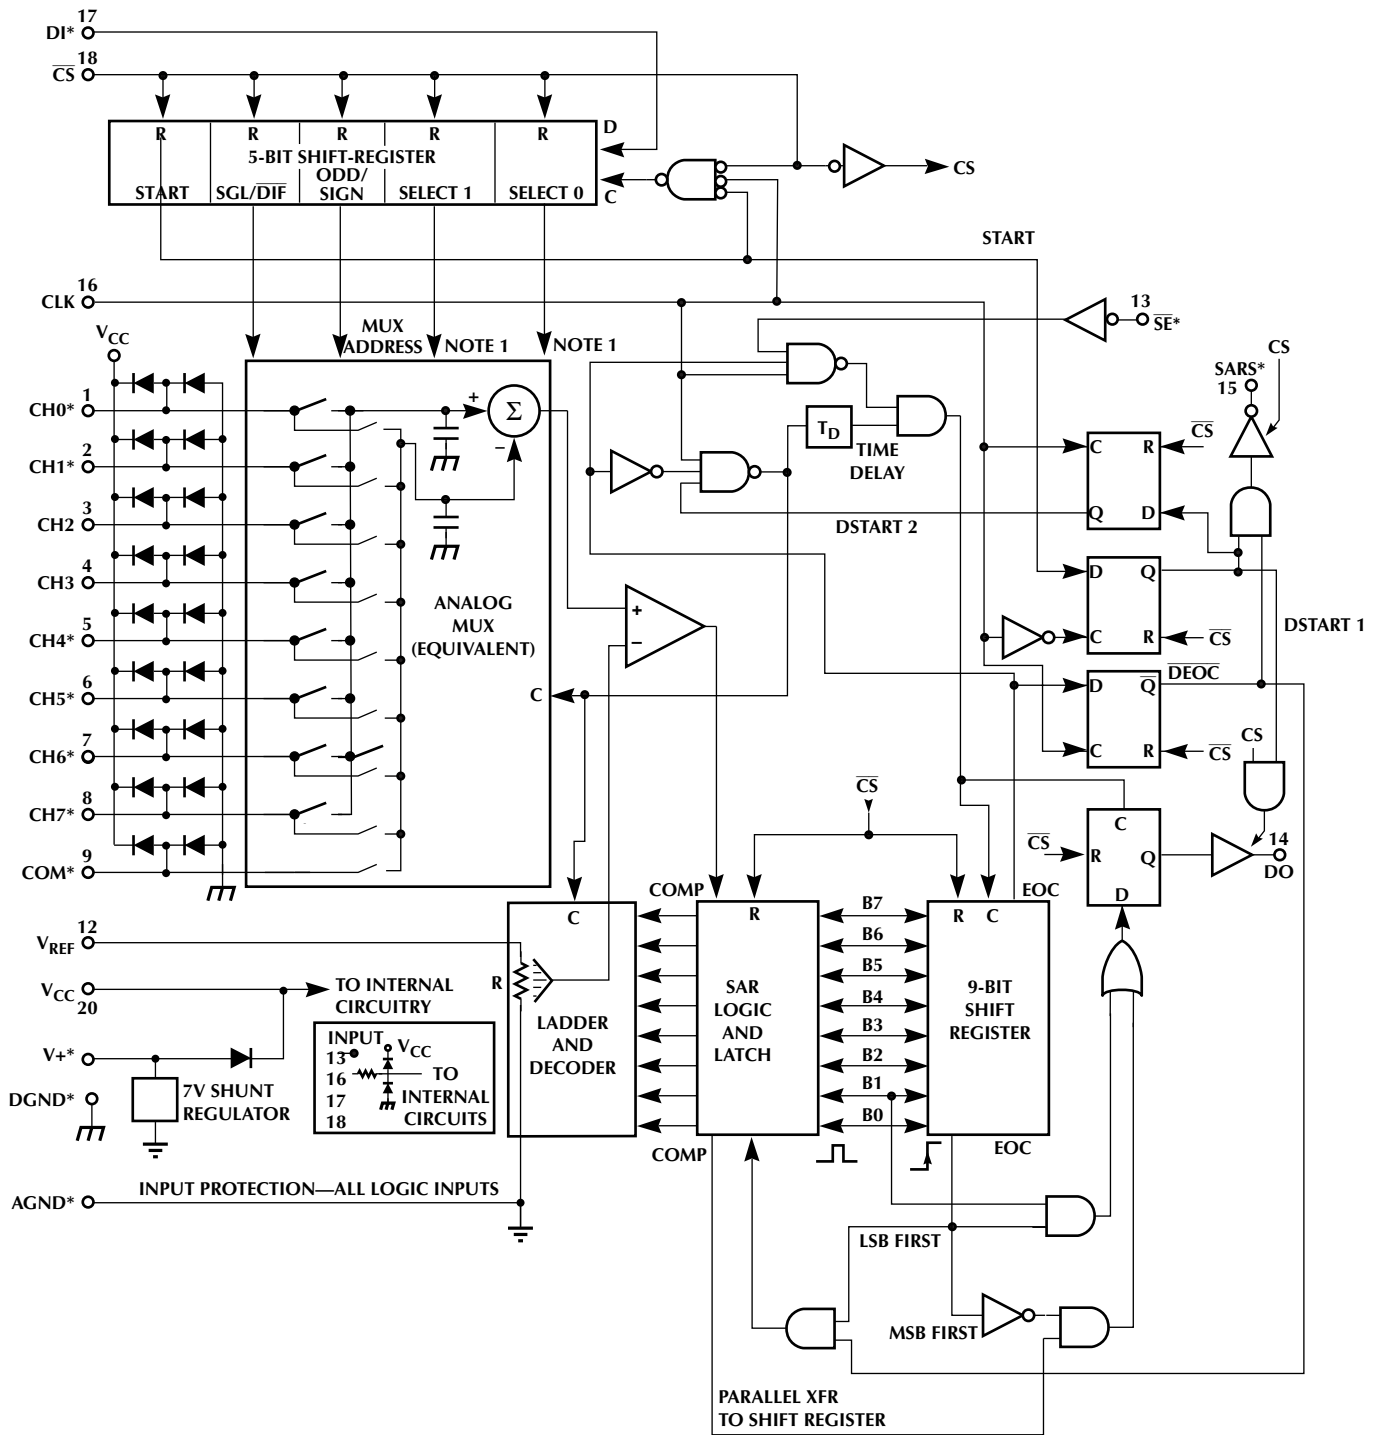 17
DI*
18
CS
R R R R R
D
5-BIT SHIFT-REGISTER
ODD/
START SGL/DIF SIGN SELECT 1 SELECT 0
C
CS
START
16
CLK
13
SE*
VCC
MUX
ADDRESS
NOTE 1
NOTE 1
SARS*
15
CS
1
CH0*
+
Σ
−
TD
TIME
DELAY
C R
CS
Q D
DSTART 2
2
CH1*
3
CH2
4
CH3
D Q
C R
CS
DSTART 1
ANALOG
MUX
(EQUIVALENT)
+
−
5
CH4*
6
CH5*
C
D Q
DEOC
C R
CS
CS
7
CH6*
8
CH7*
CS
C
CS
R Q
D
14
DO
9
COM*
COMP
EOC
C
R
B7
R C
12
VREF
B6
R
B5
VCC
20
TO INTERNAL
CIRCUITRY
LADDER
AND
DECODER
SAR
LOGIC
AND
LATCH
B4
B3
B2
B1
B0
9-BIT
SHIFT
REGISTER
INPUT
13
16
17
18
VCC
TO
INTERNAL
CIRCUITS
V+*
7V SHUNT
REGULATOR
DGND*
COMP
EOC
INPUT PROTECTION—ALL LOGIC INPUTS
AGND*
LSB FIRST
MSB FIRST
PARALLEL XFR
TO SHIFT REGISTER